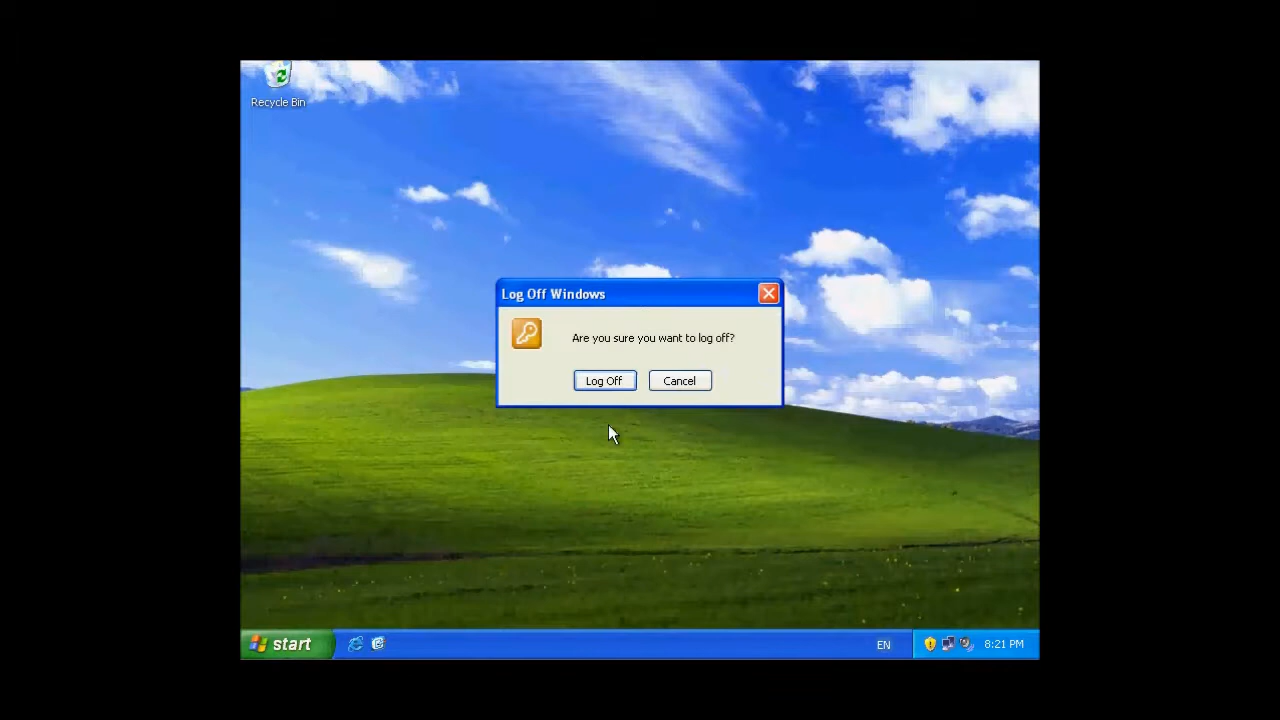 Recycle Bin
Log Off Windows
Are you sure you want to log off?
Log Off
Cancel
start
EN
8:21 PM